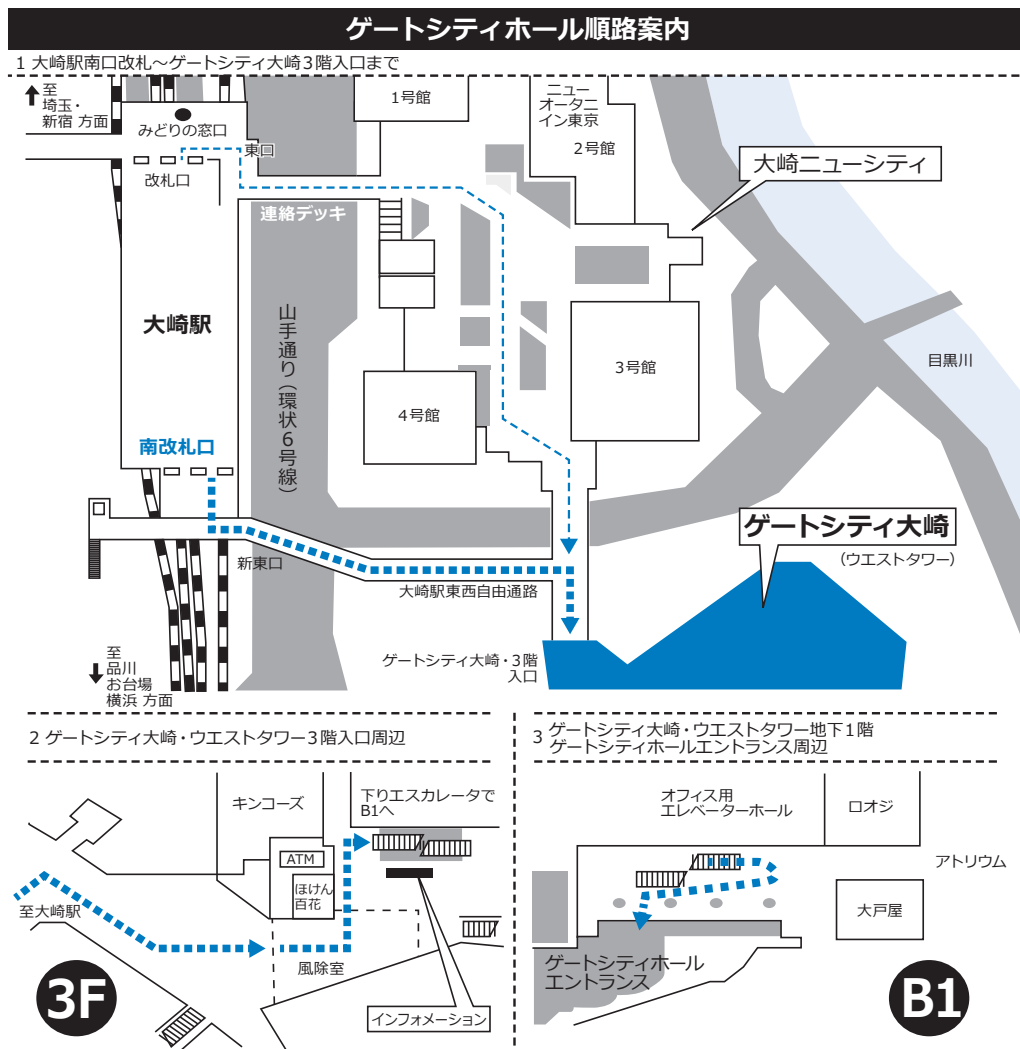 ゲートシティホール順路案内
1 大崎駅南口改札～ゲートシティ大崎3階入口まで
至
埼玉・
新宿 方面
みどりの窓口
東口
改札口
1号館
ニュー
オータニ
イン東京
2号館
大崎ニューシティ
連絡デッキ
大崎駅
山手通り（環状6号線）
3号館
目黒川
4号館
南改札口
ゲートシティ大崎
（ウエストタワー）
新東口
大崎駅東西自由通路
ゲートシティ大崎・3階
入口
至
品川
お台場
横浜 方面
2 ゲートシティ大崎・ウエストタワー3階入口周辺
キンコーズ
下りエスカレータで
B1へ
ATM
ほけん
百花
至大崎駅
風除室
3F
インフォメーション
3 ゲートシティ大崎・ウエストタワー地下1階
ゲートシティホールエントランス周辺
オフィス用
エレベーターホール
ロオジ
アトリウム
大戸屋
ゲートシティホール
エントランス
B1